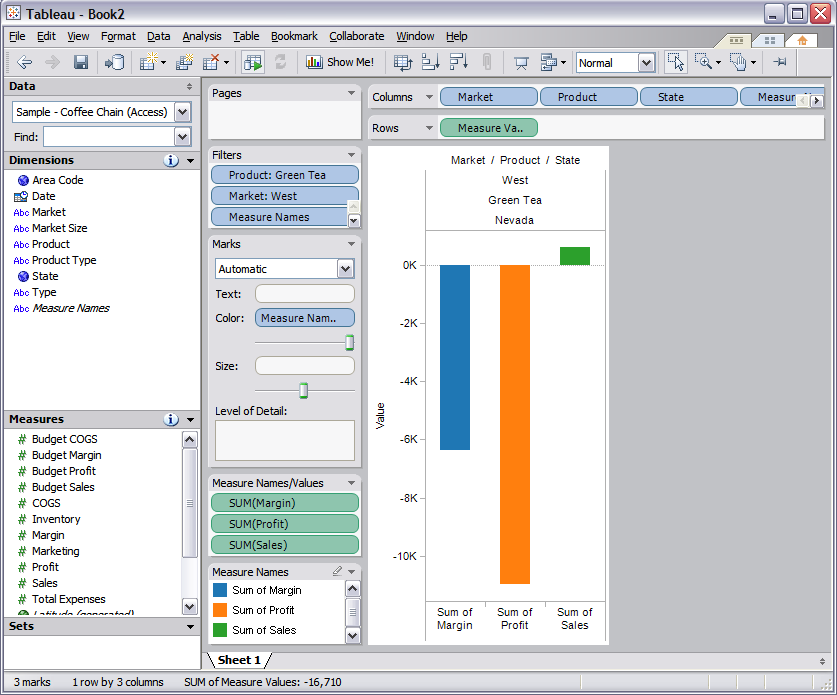 Tableau - Book2
File Edit View Format Data Analysis Table Bookmark Collaborate Window Help
Show Me!
Normal
Data
Sample - Coffee Chain (Access)
Find:
Dimensions
Area Code
Date
Abc Market
Abc Market Size
Abc Product
Abc Product Type
State
Abc Type
Abc Measure Names
Measures
# Budget COGS
# Budget Margin
# Budget Profit
# Budget Sales
# COGS
# Inventory
# Margin
# Marketing
# Profit
# Sales
# Total Expenses
Latitude (generated)
Sets
Pages
Filters
Product: Green Tea
Market: West
Measure Names
Marks
Automatic
Text:
Color: Measure Nam..
Size:
Level of Detail:
Measure Names/Values
SUM(Margin)
SUM(Profit)
SUM(Sales)
Measure Names
Sum of Margin
Sum of Profit
Sum of Sales
Columns Market Product State Measur
Rows Measure Va..
Market / Product / State
West
Green Tea
Nevada
0K
-2K
-4K
-6K
-8K
-10K
Value
Sum of Margin
Sum of Profit
Sum of Sales
Sheet 1
3 marks 1 row by 3 columns SUM of Measure Values: -16,710